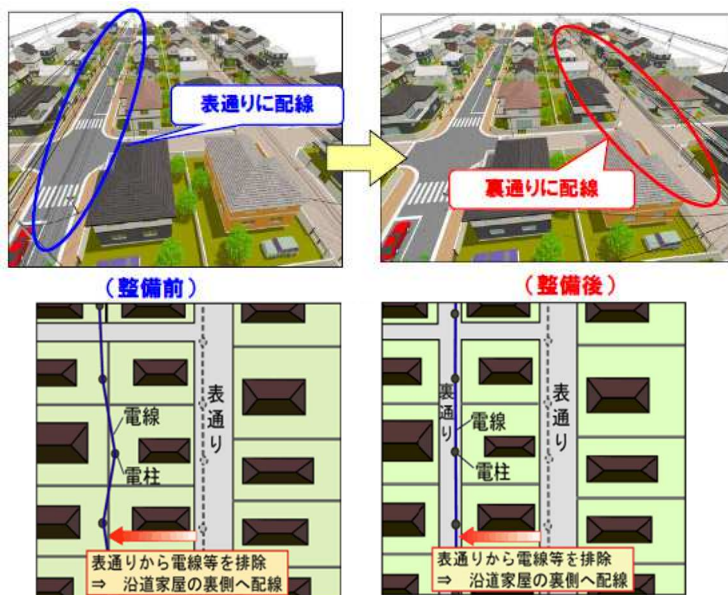 表通りに配線
裏通りに配線
（整備前）
（整備後）
表通り
電線
電柱
表通りから電線等を排除
⇒　沿道家屋の裏側へ配線
裏通り
表通り
電線
電柱
表通りから電線等を排除
⇒　沿道家屋の裏側へ配線